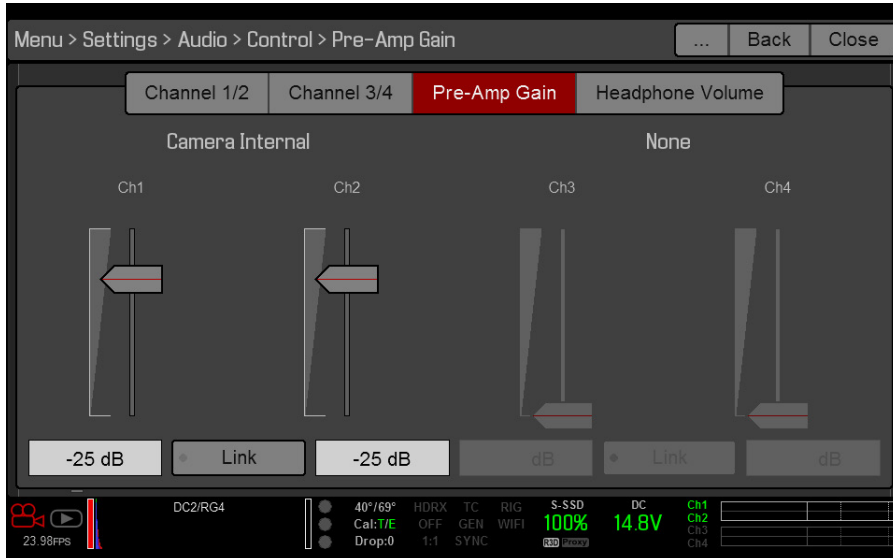 Menu > Settings > Audio > Control > Pre-Amp Gain ... Back Close
Channel 1/2 Channel 3/4 Pre-Amp Gain Headphone Volume
Camera Internal None
Ch1 Ch2 Ch3 Ch4
-25 dB Link -25 dB dB Link dB
DC2/RG4 40°/69° HDRX TC RIG S-SSD DC Ch1
Cal:T/E OFF GEN WIFI 100% 14.8V Ch2
Ch3
23.98FPS Drop:0 1:1 SYNC R3D Proxy Ch4